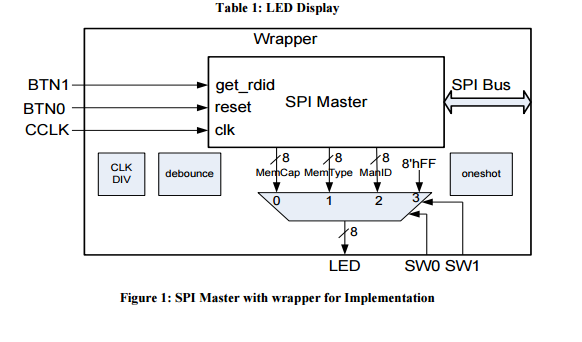 Table 1: LED Display
Wrapper
BTN1
get_rdid
SPI Bus
BTN0
reset
SPI Master
CCLK
clk
8
8
8
8'hFF
CLK
DIV
debounce
MemCap
MemType
ManID
oneshot
0
1
2
3
8
LED
SW0
SW1
Figure 1: SPI Master with wrapper for Implementation